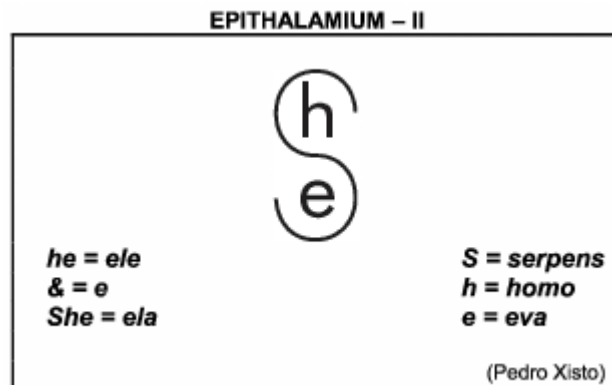 EPITHALAMIUM – II
S
h
e
he = ele
& = e
She = ela
S = serpens
h = homo
e = eva
(Pedro Xisto)